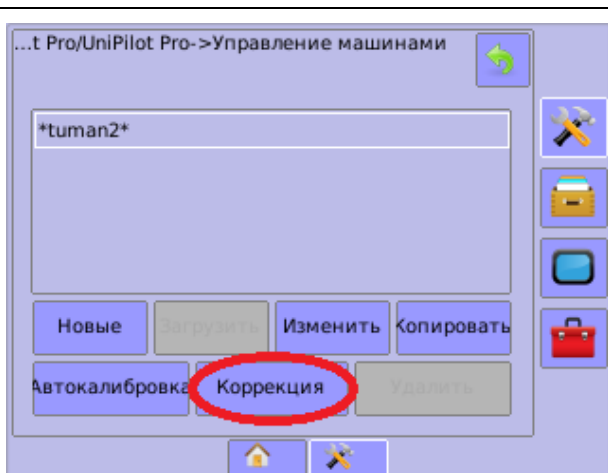 ...t Pro/UniPilot Pro->Управление машинами
*tuman2*
Новые Загрузить Изменить Копировать
Автокалибровка Коррекция Удалить